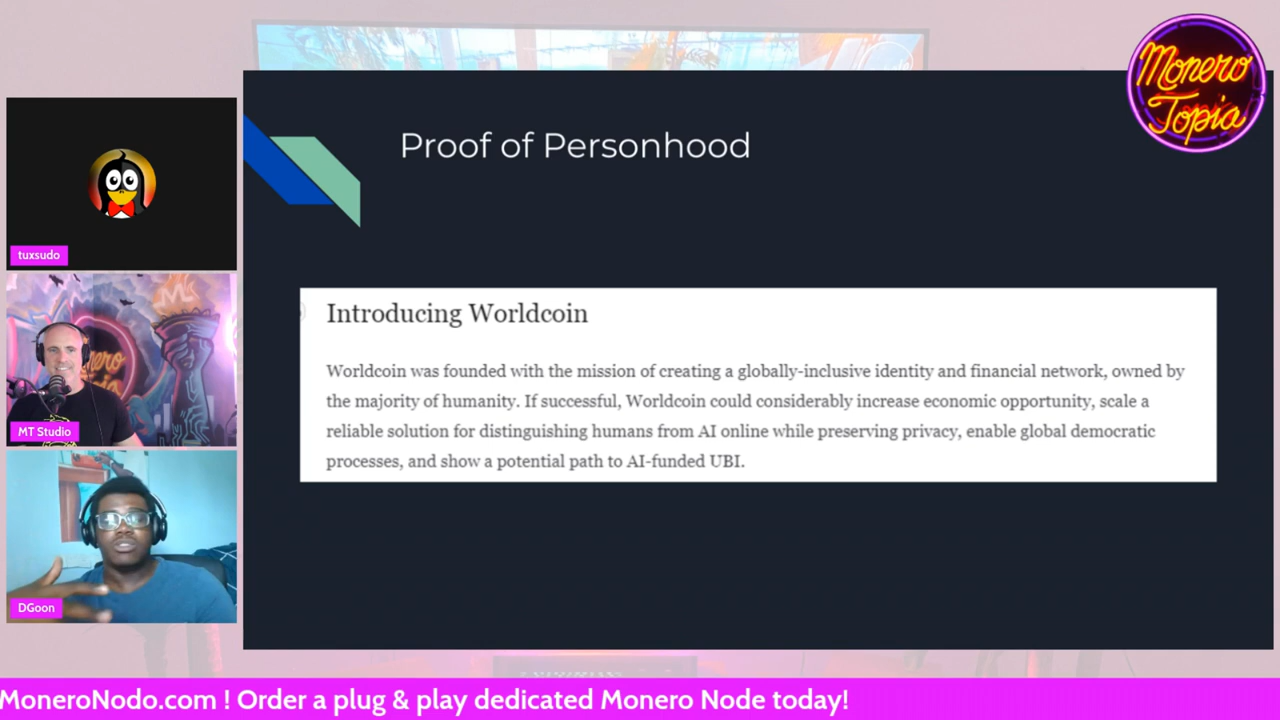 Monero
Topia
Proof of Personhood
tuxsudo
Introducing Worldcoin
Worldcoin was founded with the mission of creating a globally-inclusive identity and financial network, owned by
the majority of humanity. If successful, Worldcoin could considerably increase economic opportunity, scale a
reliable solution for distinguishing humans from AI online while preserving privacy, enable global democratic
processes, and show a potential path to AI-funded UBI.
MT Studio
DGoon
MoneroNodo.com ! Order a plug & play dedicated Monero Node today!